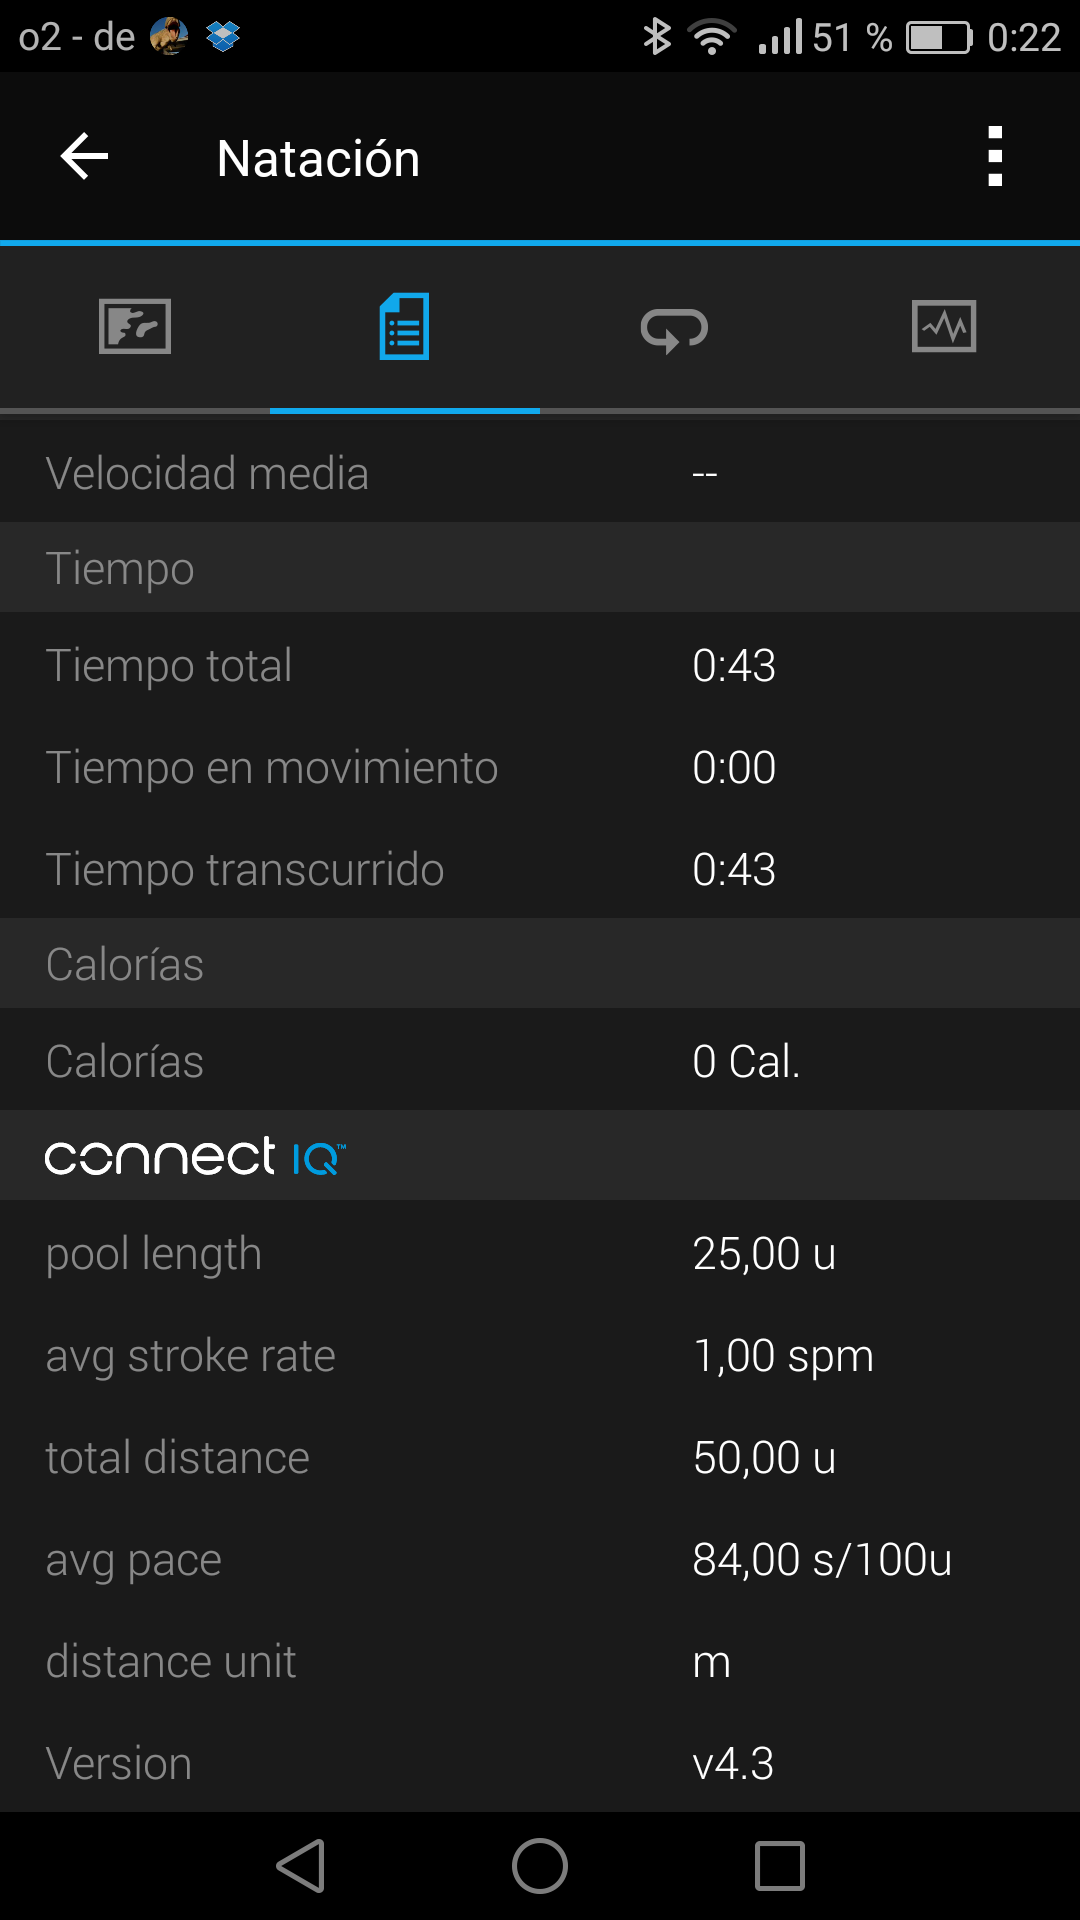 o2 - de 51 % 0:22
Natación
Velocidad media --
Tiempo
Tiempo total 0:43
Tiempo en movimiento 0:00
Tiempo transcurrido 0:43
Calorías
Calorías 0 Cal.
connect IQ™
pool length 25,00 u
avg stroke rate 1,00 spm
total distance 50,00 u
avg pace 84,00 s/100u
distance unit m
Version v4.3